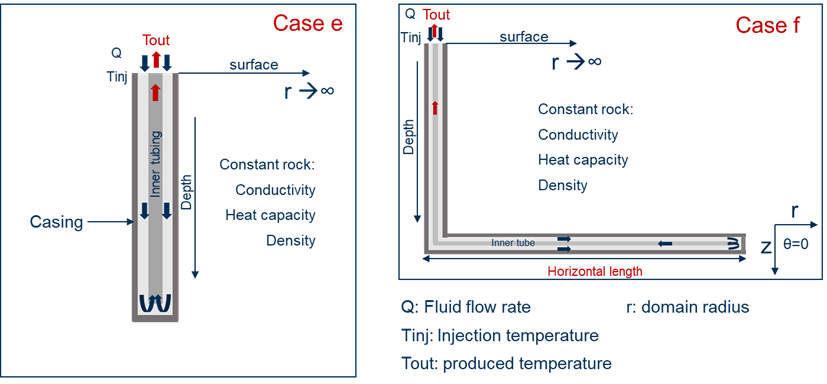 Case e
Tout
Q
Tinj
surface
r → ∞
Inner tubing
Depth
Constant rock:
Conductivity
Heat capacity
Density
Casing
Case f
Q
Tout
Tinj
surface
r → ∞
Depth
Constant rock:
Conductivity
Heat capacity
Density
Inner tube
Horizontal length
r
z θ=0
Q: Fluid flow rate
r: domain radius
Tinj: Injection temperature
Tout: produced temperature